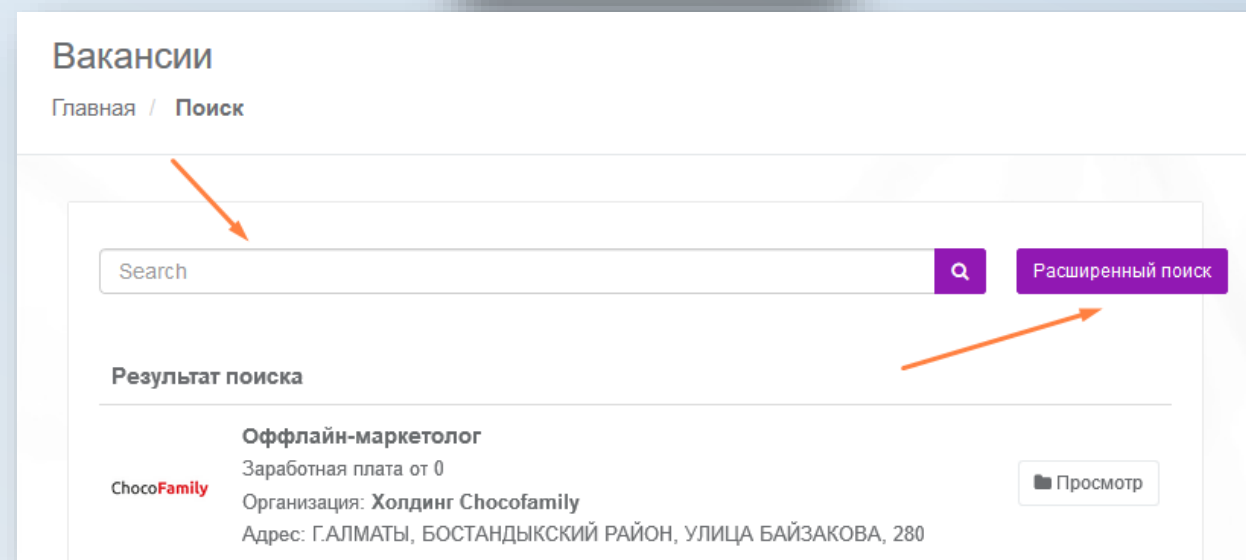 Вакансии
Главная / Поиск
Search
Расширенный поиск
Результат поиска
Оффлайн-маркетолог
Заработная плата от 0
ChocoFamily
Просмотр
Организация: Холдинг Chocofamily
Адрес: Г.АЛМАТЫ, БОСТАНДЫКСКИЙ РАЙОН, УЛИЦА БАЙЗАКОВА, 280